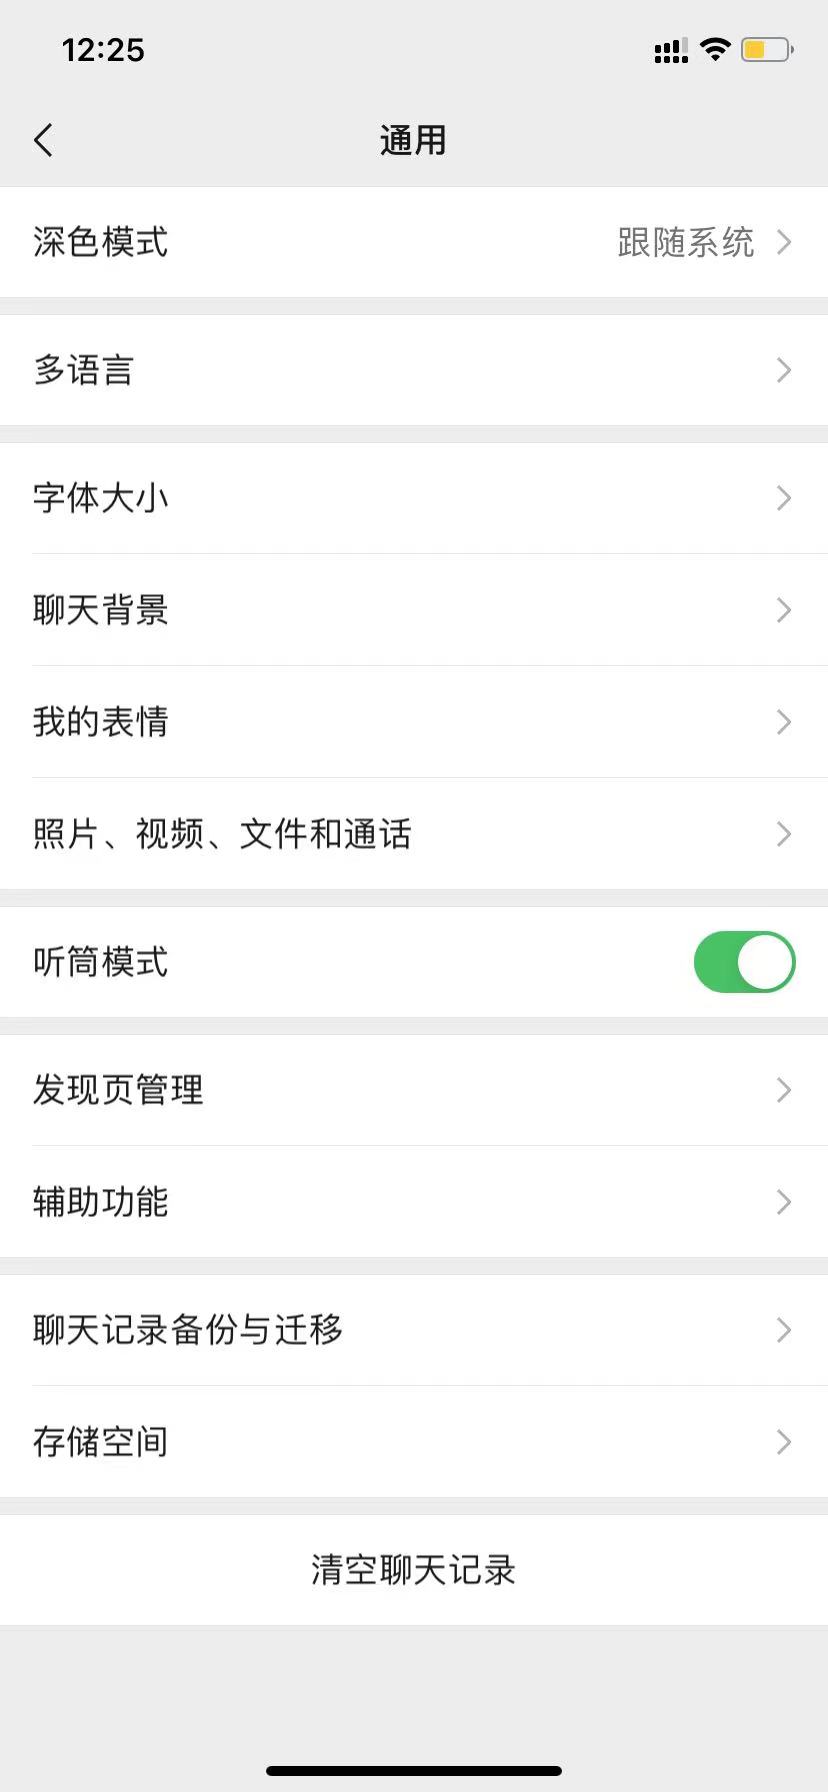 12:25
通用
深色模式 跟随系统
多语言
字体大小
聊天背景
我的表情
照片、视频、文件和通话
听筒模式
发现页管理
辅助功能
聊天记录备份与迁移
存储空间
清空聊天记录